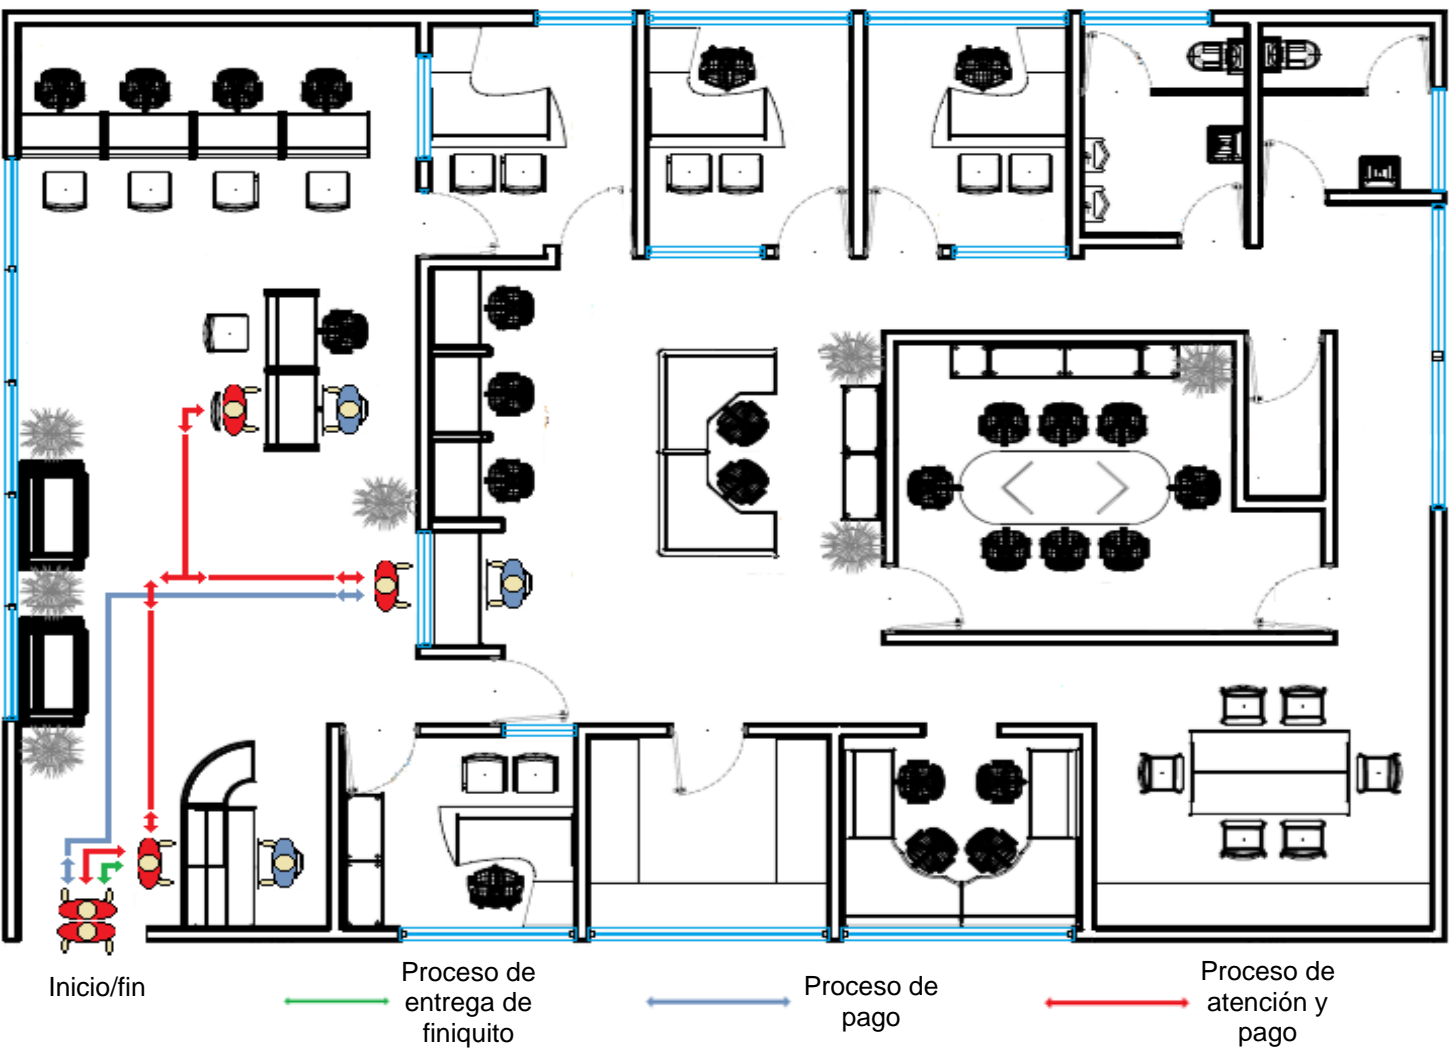 Inicio/fin
Proceso de
entrega de
finiquito
Proceso de
pago
Proceso de
atención y
pago